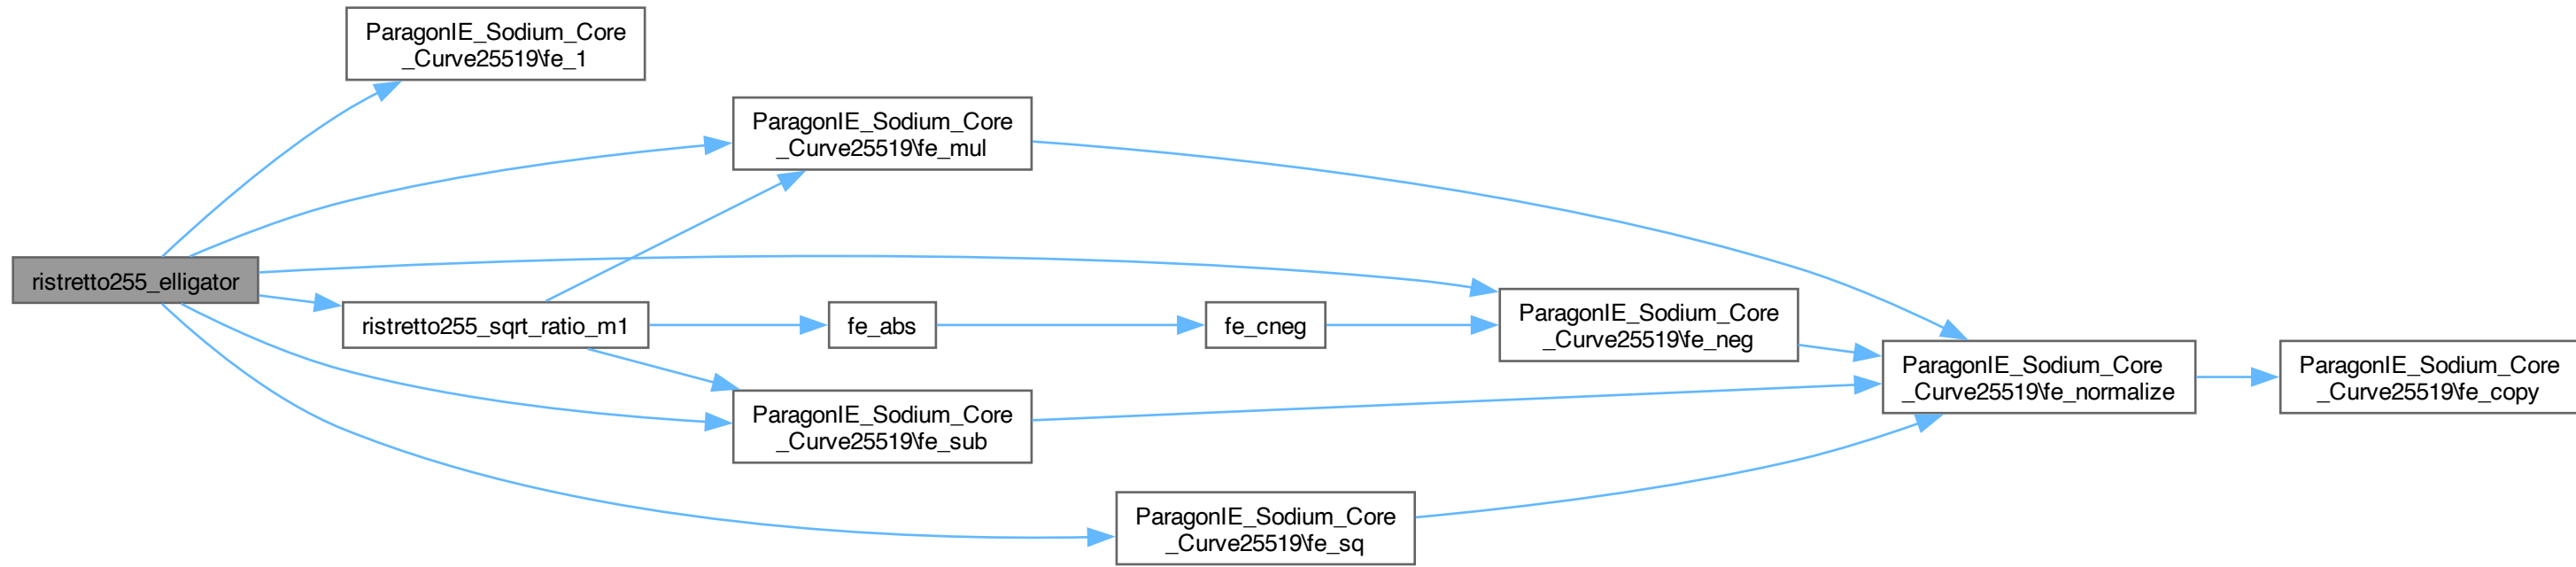 ParagonIE_Sodium_Core
_Curve25519\fe_1
ParagonIE_Sodium_Core
_Curve25519\fe_mul
ristretto255_elligator
ristretto255_sqrt_ratio_m1
fe_abs
fe_cneg
ParagonIE_Sodium_Core
_Curve25519\fe_neg
ParagonIE_Sodium_Core
_Curve25519\fe_normalize
ParagonIE_Sodium_Core
_Curve25519\fe_copy
ParagonIE_Sodium_Core
_Curve25519\fe_sub
ParagonIE_Sodium_Core
_Curve25519\fe_sq